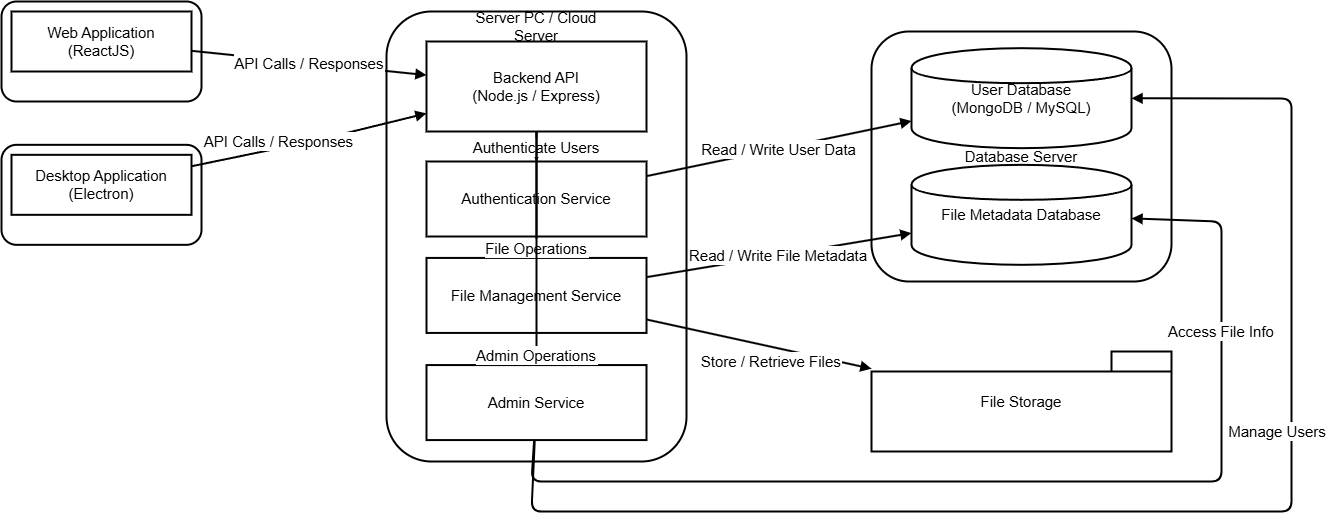 Web Application
(ReactJS)
API Calls / Responses
Desktop Application
(Electron)
API Calls / Responses
Server PC / Cloud
Server
Backend API
(Node.js / Express)
Authenticate Users
Authentication Service
File Operations
File Management Service
Admin Operations
Admin Service
Read / Write User Data
Read / Write File Metadata
Store / Retrieve Files
User Database
(MongoDB / MySQL)
Database Server
File Metadata Database
File Storage
Access File Info
Manage Users